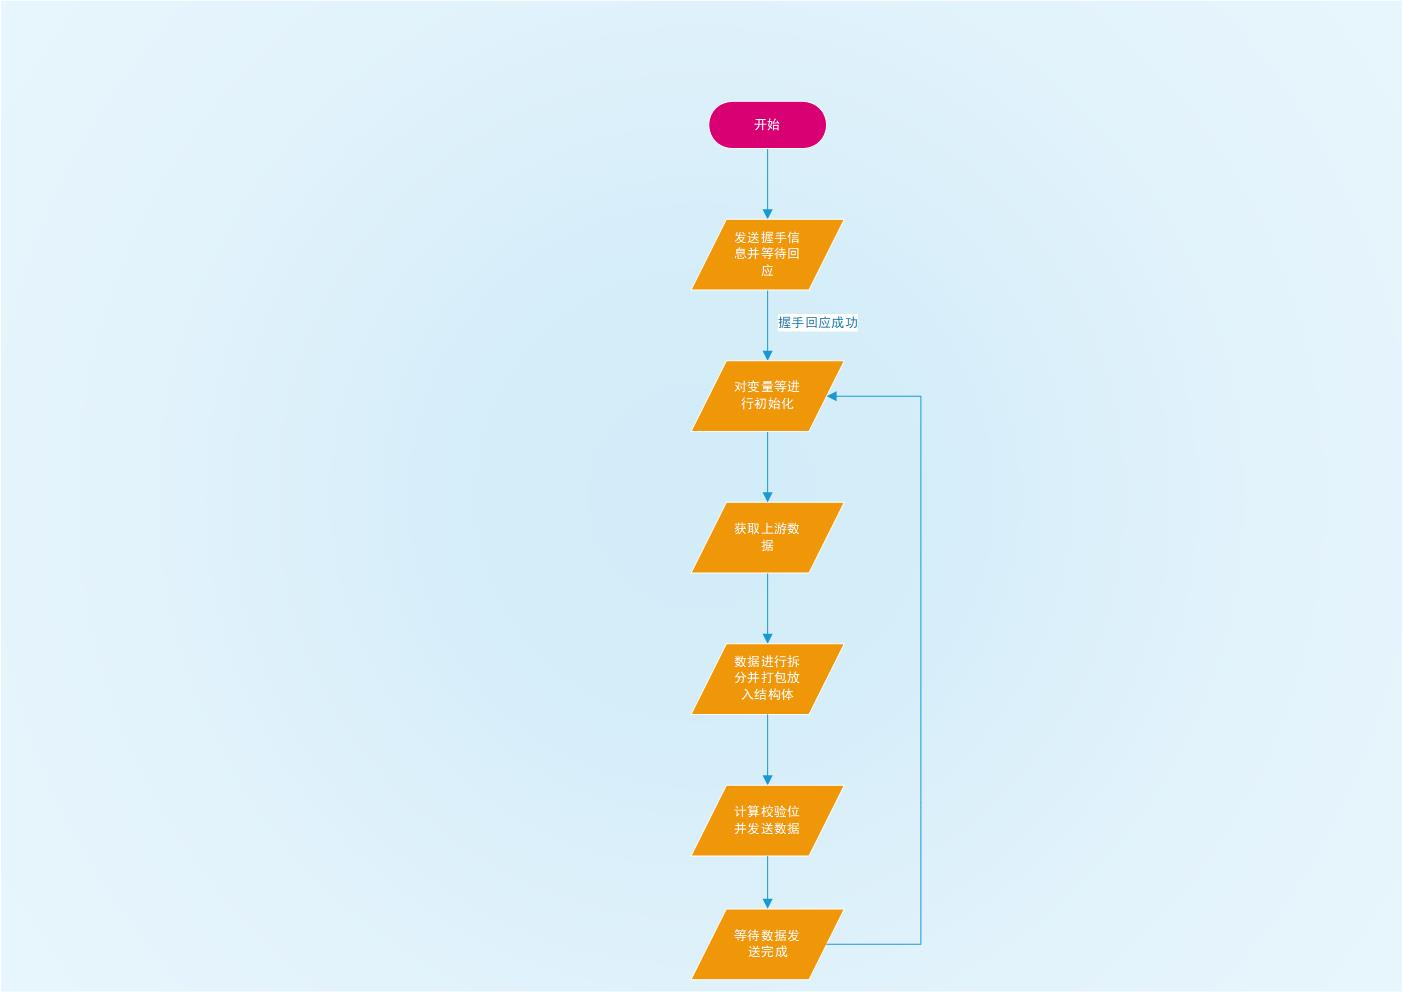 开始
发送握手信
息并等待回
应
握手回应成功
对变量等进
行初始化
获取上游数
据
数据进行拆
分并打包放
入结构体
计算校验位
并发送数据
等待数据发
送完成